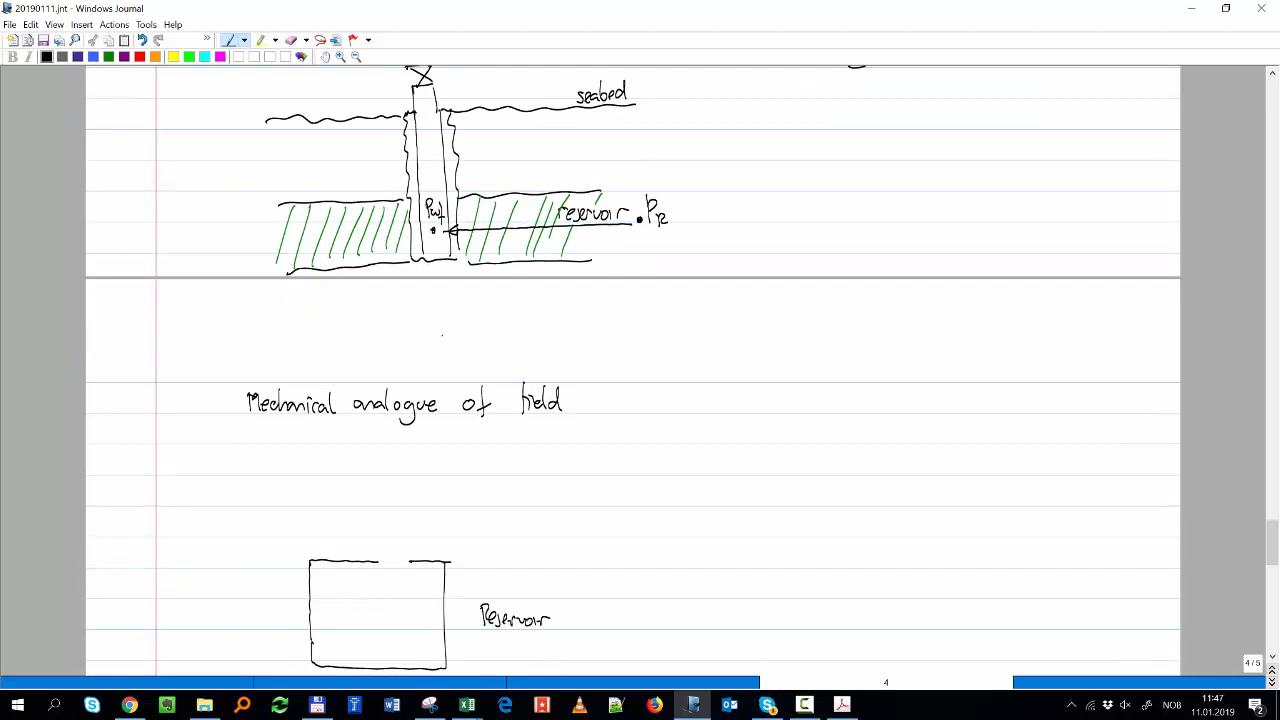 20190111.jnt - Windows Journal
File Edit View Insert Actions Tools Help
B I
seabed
Pwf
reservoir
PR
Mechanical analogue of field
Reservoir
4/5
4
11:47
NOB
11.01.2019